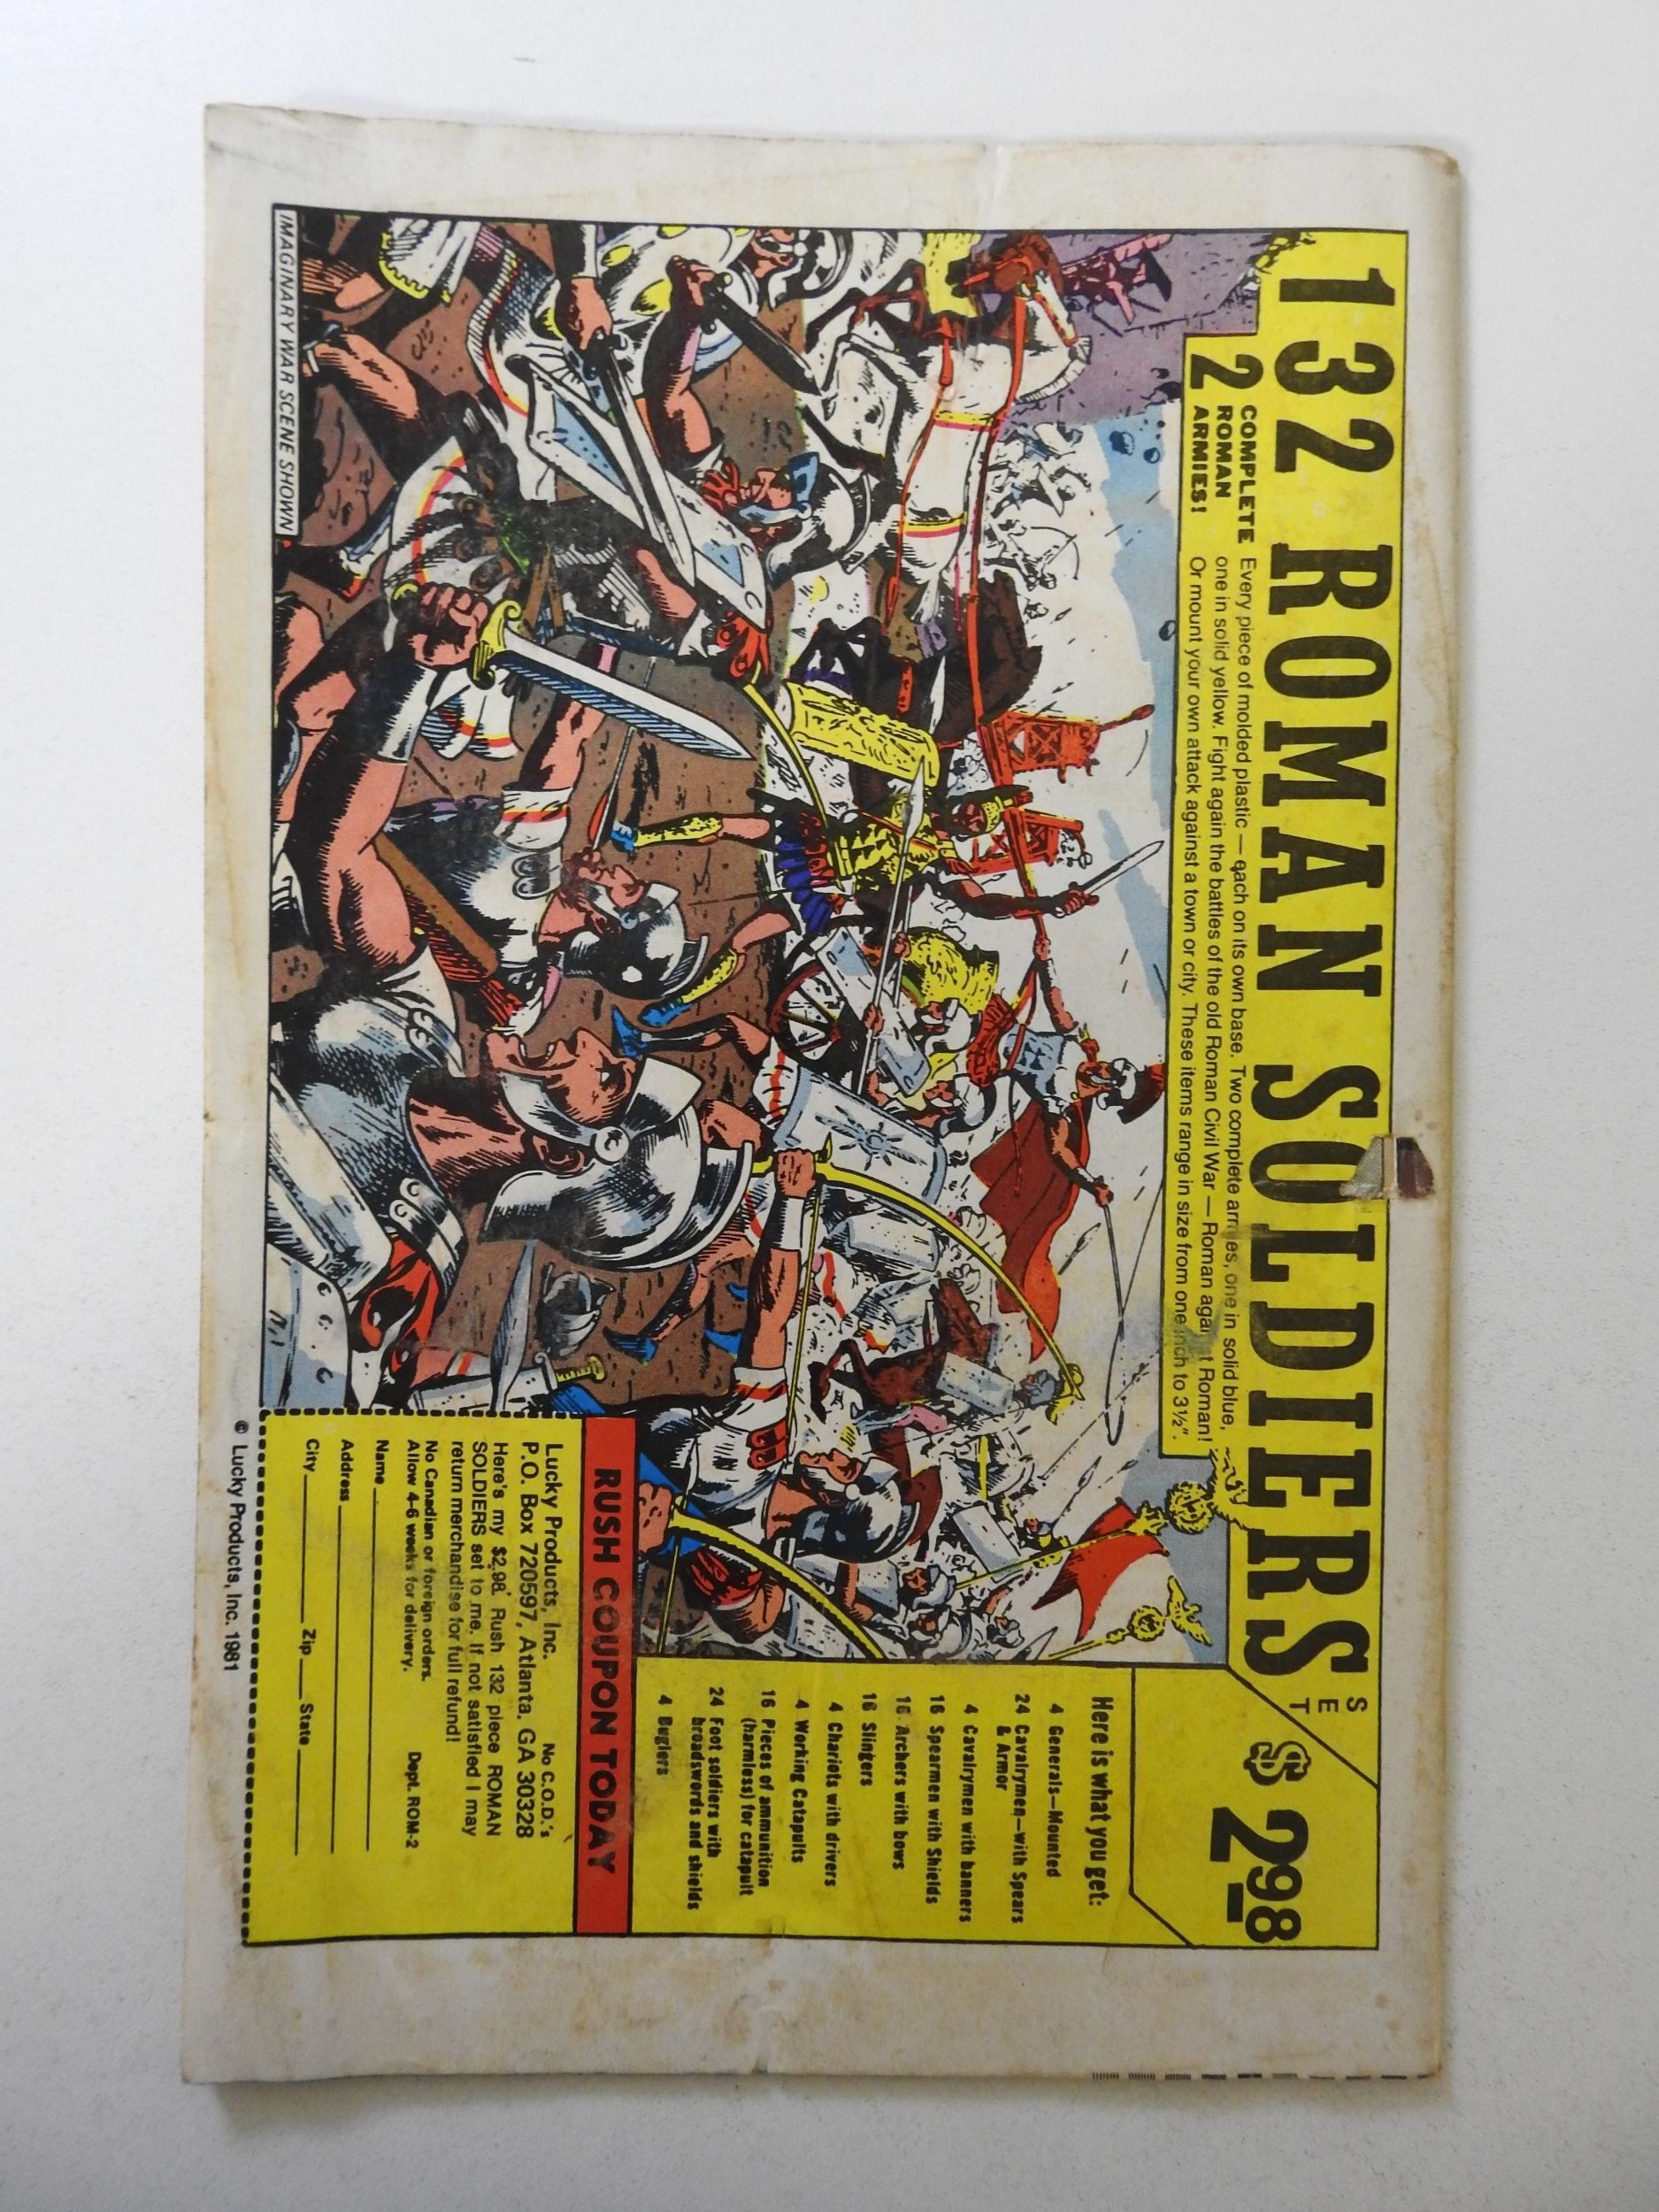 132 ROMAN SOLDIERS
SET
$2.98
COMPLETE
2 ROMAN
ARMIES!
Every piece of molded plastic — each on its own base. Two complete armies, one in solid blue,
one in solid yellow. Fight again the battles of the old Roman Civil War — Roman against Roman!
Or mount your own attack against a town or city. These items range in size from one inch to 3½".
IMAGINARY WAR SCENE SHOWN
Here is what you get:
4 Generals—Mounted
24 Cavalrymen—with Spears
& Armor
4 Cavalrymen with banners
16 Spearmen with Shields
16 Archers with bows
16 Slingers
4 Chariots with drivers
4 Working Catapults
16 Pieces of ammunition
(harmless) for catapult
24 Foot soldiers with
broadswords and shields
4 Buglers
RUSH COUPON TODAY
No C.O.D.'s
Lucky Products, Inc.
P.O. Box 720597, Atlanta, GA 30328
Here's my $2.98. Rush 132 piece ROMAN
SOLDIERS set to me. If not satisfied I may
return merchandise for full refund!
No Canadian or foreign orders.
Allow 4-6 weeks for delivery. Dept. ROM-2
Name
Address
City Zip State
© Lucky Products, Inc. 1981